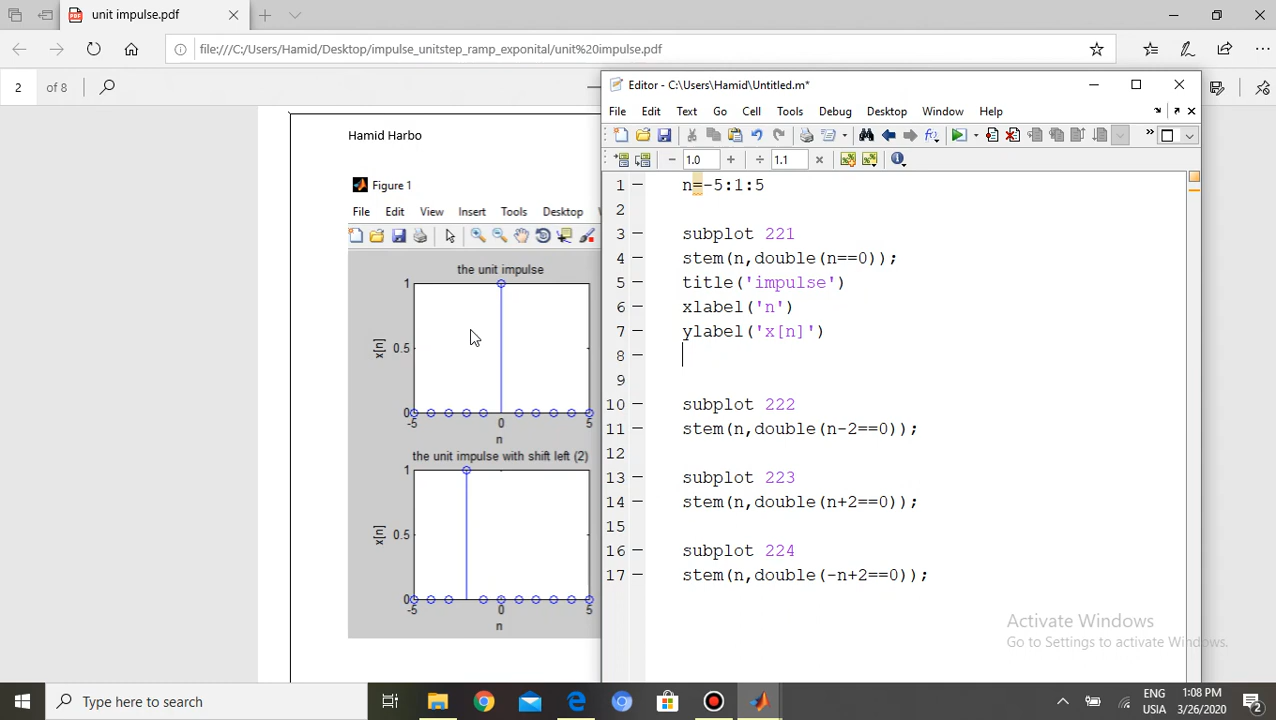 unit impulse.pdf
file:///C:/Users/Hamid/Desktop/impulse_unitstep_ramp_exponital/unit%20impulse.pdf
2 of 8
Hamid Harbo
Figure 1
File Edit View Insert Tools Desktop
the unit impulse
1
0.5
0
x[n]
-5 0 5
n
the unit impulse with shift left (2)
1
0.5
0
x[n]
-5 0 5
n
Editor - C:\Users\Hamid\Untitled.m*
File Edit Text Go Cell Tools Debug Desktop Window Help
1.0 1.1
1 n=-5:1:5
2
3 subplot 221
4 stem(n,double(n==0));
5 title('impulse')
6 xlabel('n')
7 ylabel('x[n]')
8
9
10 subplot 222
11 stem(n,double(n-2==0));
12
13 subplot 223
14 stem(n,double(n+2==0));
15
16 subplot 224
17 stem(n,double(-n+2==0));
Activate Windows
Go to Settings to activate Windows.
Type here to search
ENG
INTL
1:08 PM
3/26/2020
2